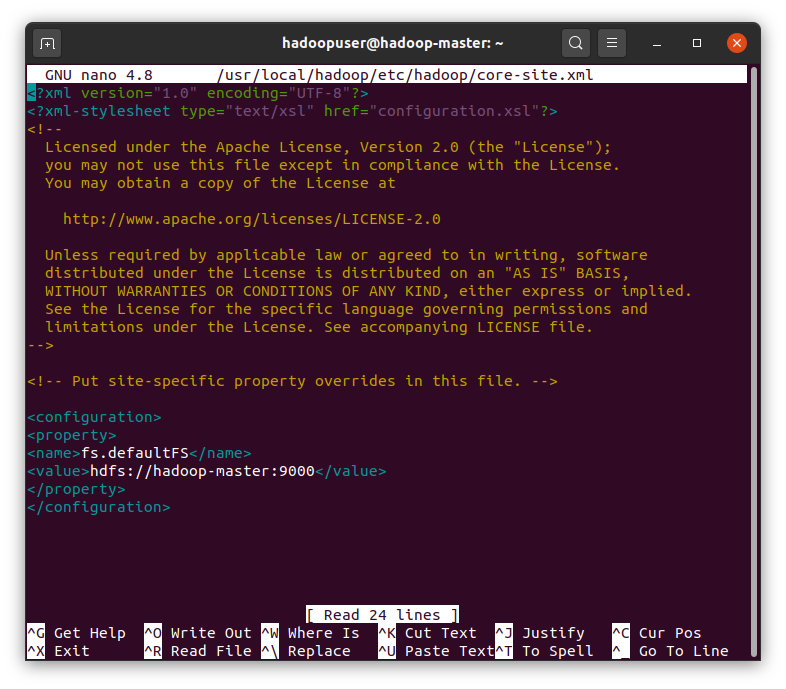 hadoopuser@hadoop-master: ~
GNU nano 4.8 /usr/local/hadoop/etc/hadoop/core-site.xml
<?xml version="1.0" encoding="UTF-8"?>
<?xml-stylesheet type="text/xsl" href="configuration.xsl"?>
<!--
  Licensed under the Apache License, Version 2.0 (the "License");
  you may not use this file except in compliance with the License.
  You may obtain a copy of the License at

    http://www.apache.org/licenses/LICENSE-2.0

  Unless required by applicable law or agreed to in writing, software
  distributed under the License is distributed on an "AS IS" BASIS,
  WITHOUT WARRANTIES OR CONDITIONS OF ANY KIND, either express or implied.
  See the License for the specific language governing permissions and
  limitations under the License. See accompanying LICENSE file.
-->

<!-- Put site-specific property overrides in this file. -->

<configuration>
<property>
<name>fs.defaultFS</name>
<value>hdfs://hadoop-master:9000</value>
</property>
</configuration>

[ Read 24 lines ]
^G Get Help ^O Write Out ^W Where Is ^K Cut Text ^J Justify ^C Cur Pos
^X Exit ^R Read File ^\ Replace ^U Paste Text ^T To Spell ^_ Go To Line